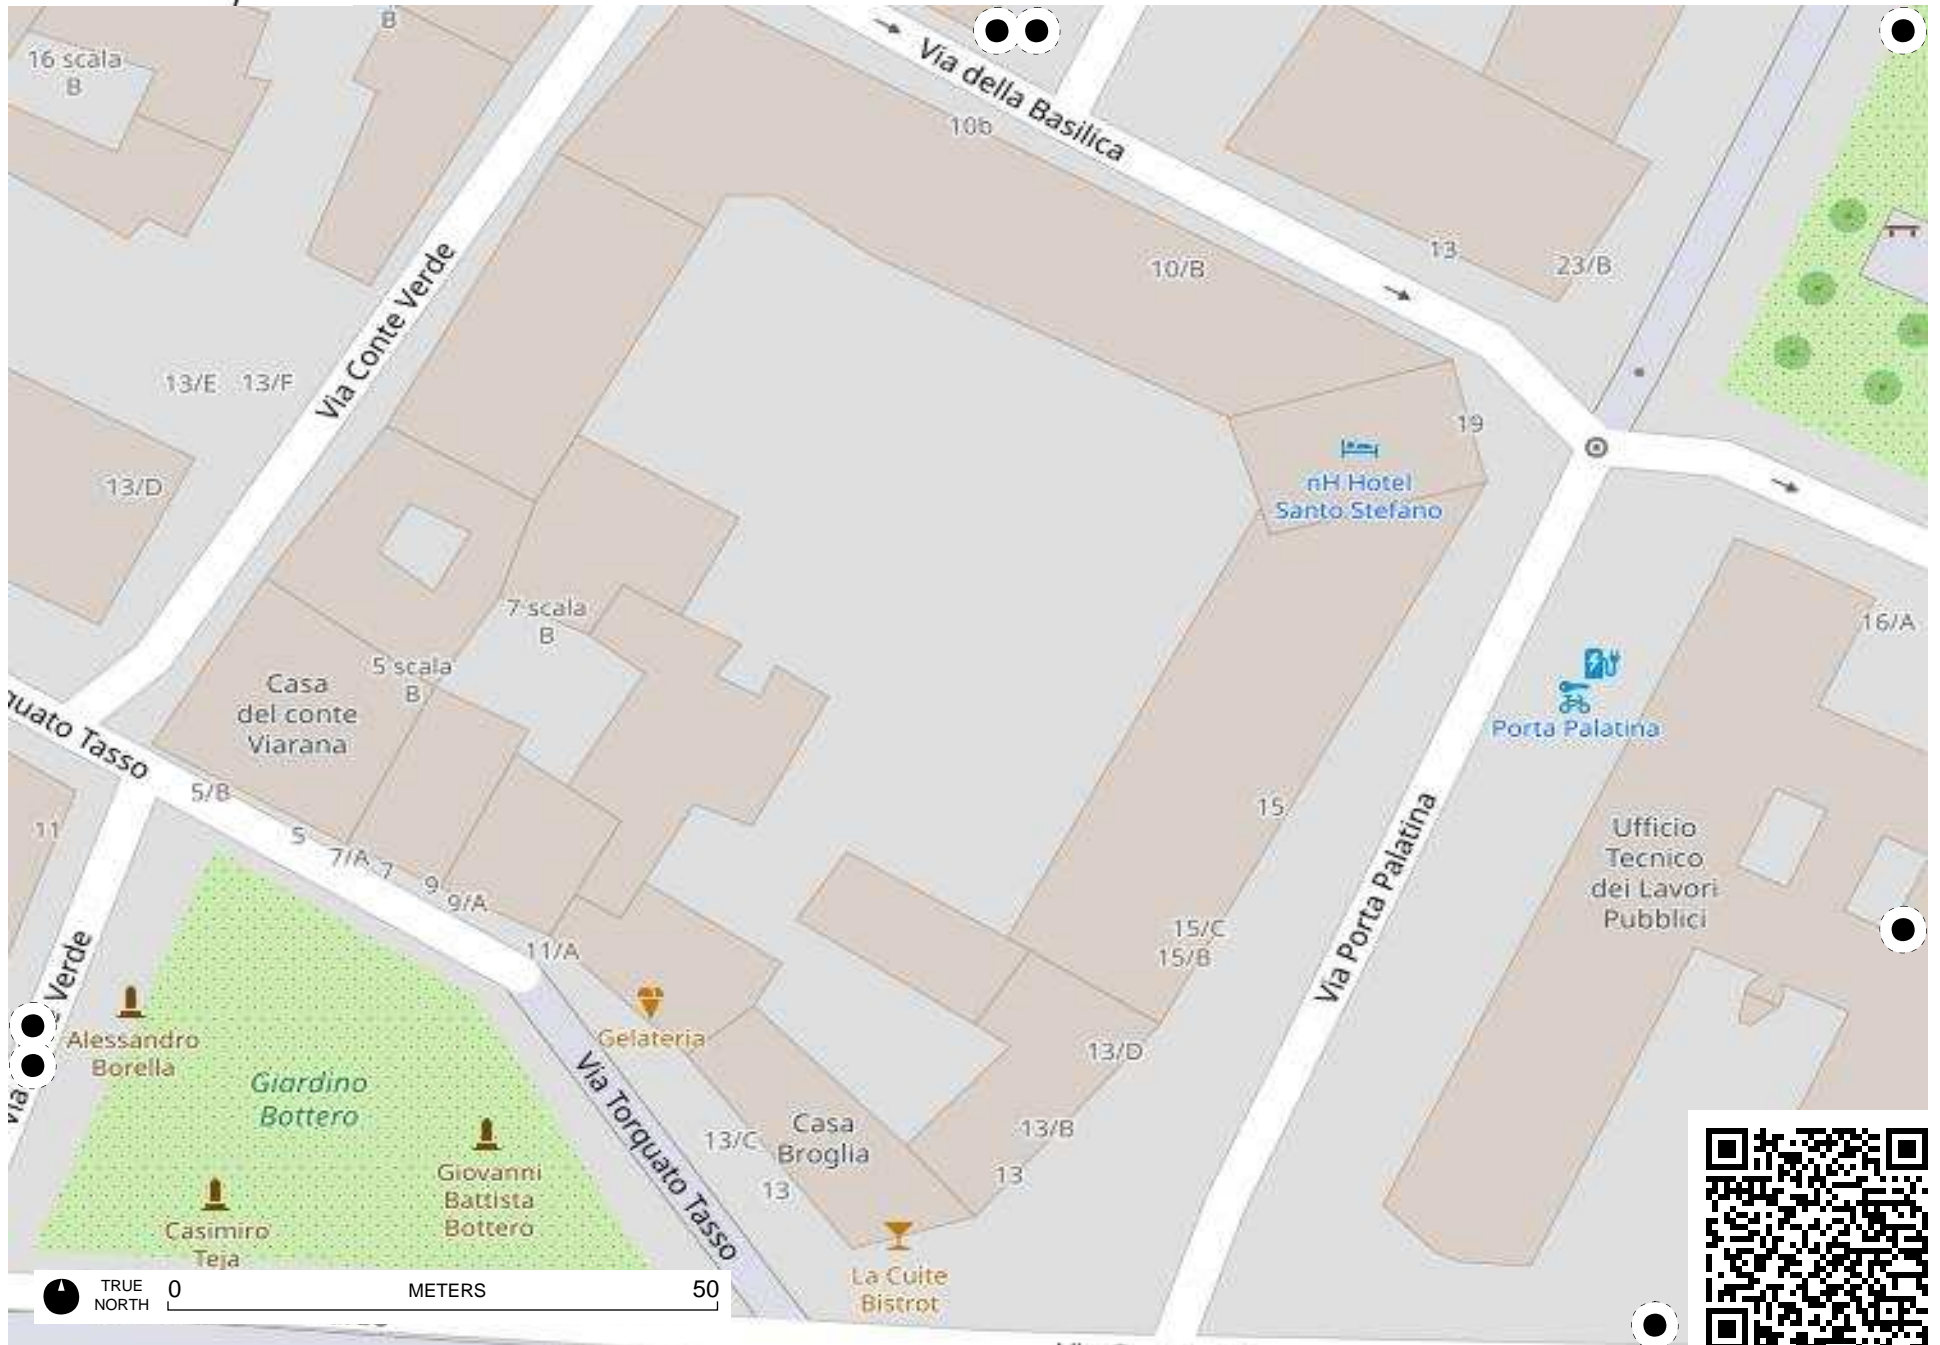 B
16 scala
B
Via della Basilica
10b
10/B
13
23/B
Via Conte Verde
13/E
13/F
13/D
19
nH Hotel
Santo Stefano
7 scala
B
16/A
5 scala
B
Casa
del conte
Viarana
Porta Palatina
Tasso
5/B
11
5
7/A
7
9
9/A
15
Via Porta Palatina
Ufficio
Tecnico
dei Lavori
Pubblici
15/C
15/B
11/A
Verde
Alessandro
Borella
Gelateria
13/D
Giardino
Bottero
Via Torquato Tasso
13/C
Casa
Broglia
13/B
13
13
Giovanni
Battista
Bottero
Casimiro
Teja
La Cuite
Bistrot
TRUE
NORTH
0
METERS
50